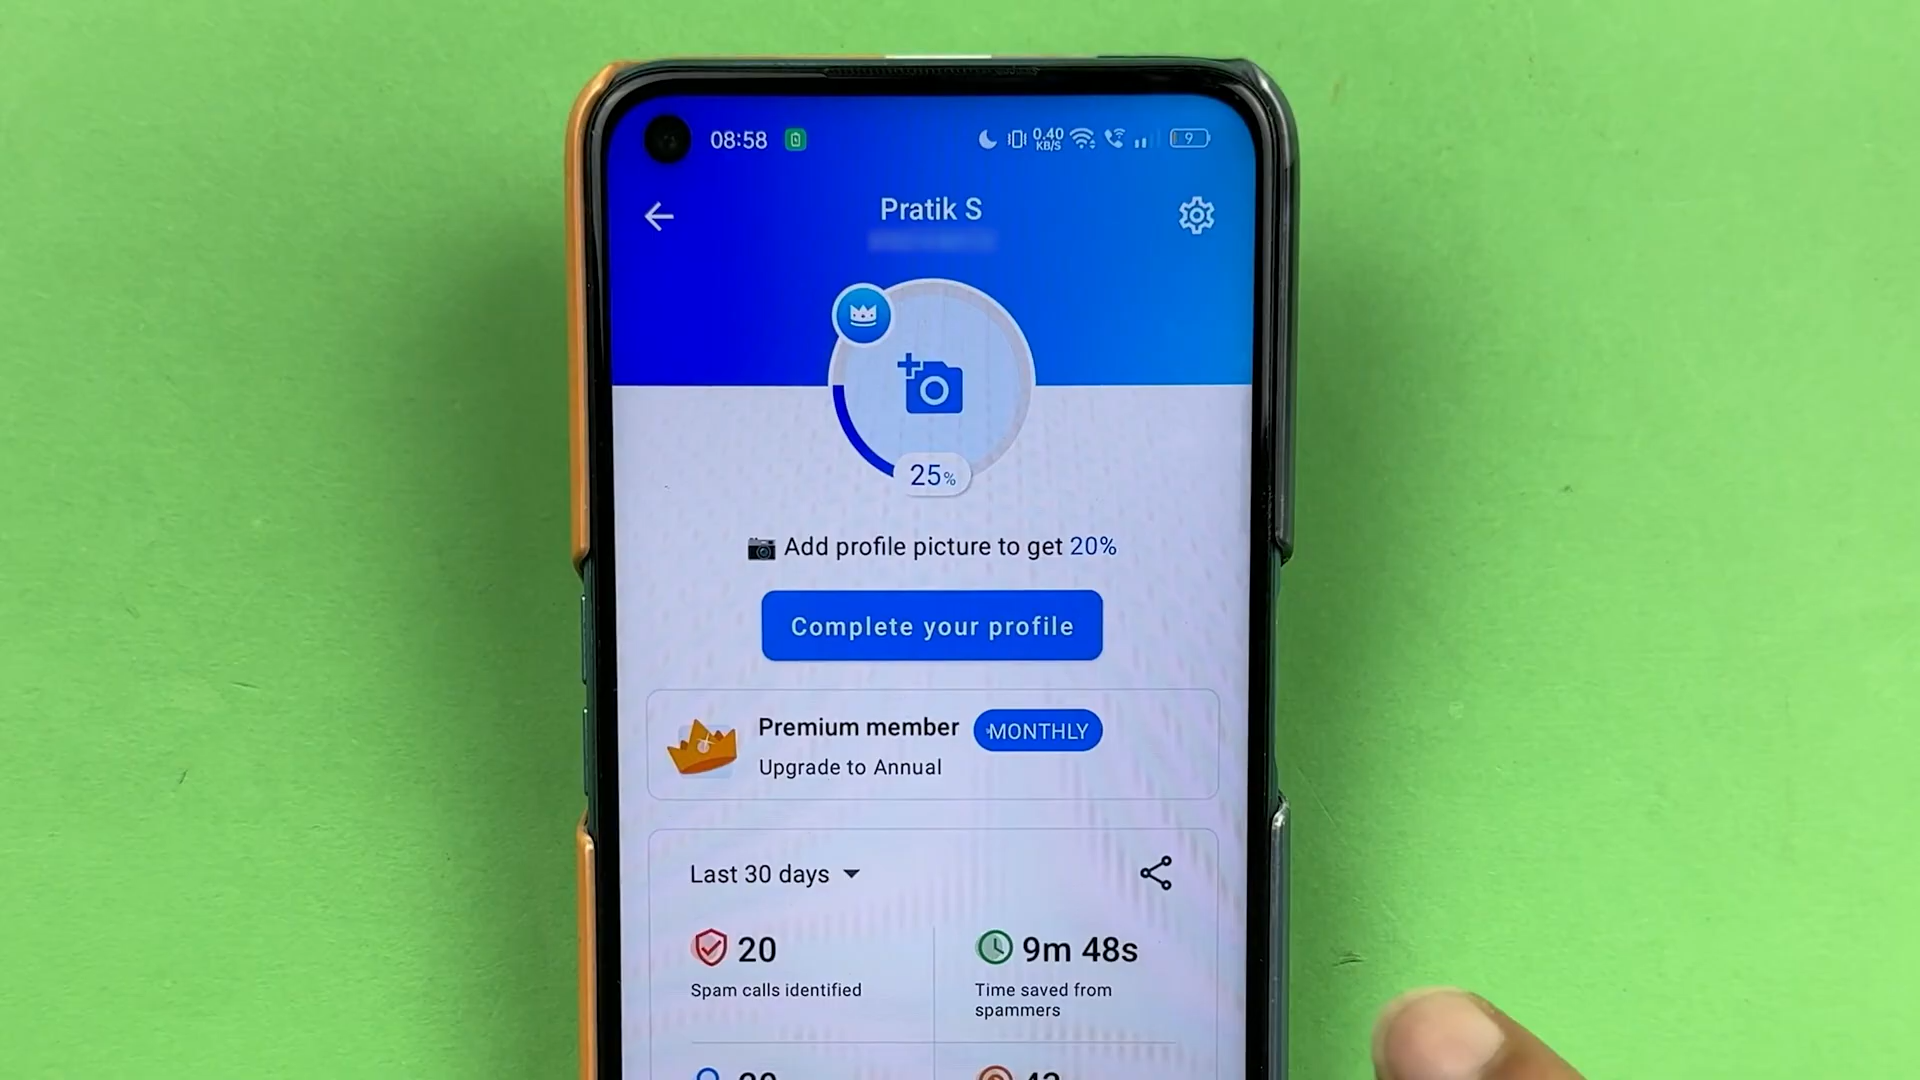 08:58
0.40
KB/S
9
Pratik S
25%
Add profile picture to get 20%
Complete your profile
Premium member
MONTHLY
Upgrade to Annual
Last 30 days
20
9m 48s
Spam calls identified
Time saved from
spammers